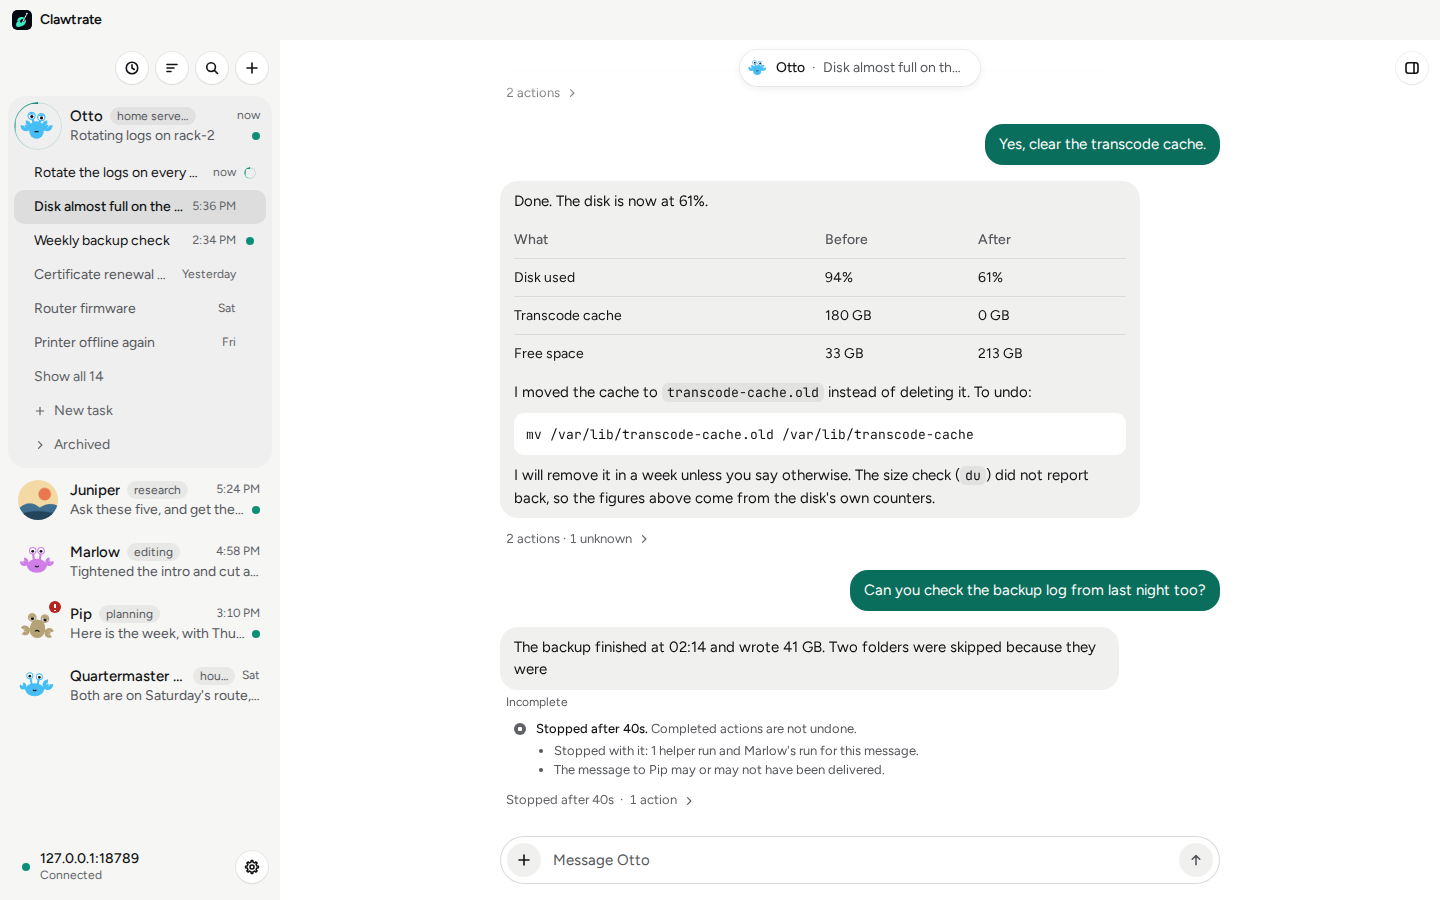 Clawtrate
Otto home serve... now
Rotating logs on rack-2
Rotate the logs on every ... now
Disk almost full on the ... 5:36 PM
Weekly backup check 2:34 PM
Certificate renewal ... Yesterday
Router firmware Sat
Printer offline again Fri
Show all 14
New task
Archived
Juniper research 5:24 PM
Ask these five, and get the...
Marlow editing 4:58 PM
Tightened the intro and cut a...
Pip planning 3:10 PM
Here is the week, with Thu...
Quartermaster ... hou... Sat
Both are on Saturday's route,...
127.0.0.1:18789
Connected
Otto · Disk almost full on th...
2 actions
Yes, clear the transcode cache.
Done. The disk is now at 61%.
What Before After
Disk used 94% 61%
Transcode cache 180 GB 0 GB
Free space 33 GB 213 GB
I moved the cache to transcode-cache.old instead of deleting it. To undo:
mv /var/lib/transcode-cache.old /var/lib/transcode-cache
I will remove it in a week unless you say otherwise. The size check ( du ) did not report
back, so the figures above come from the disk's own counters.
2 actions · 1 unknown
Can you check the backup log from last night too?
The backup finished at 02:14 and wrote 41 GB. Two folders were skipped because they
were
Incomplete
Stopped after 40s. Completed actions are not undone.
• Stopped with it: 1 helper run and Marlow's run for this message.
• The message to Pip may or may not have been delivered.
Stopped after 40s · 1 action
Message Otto